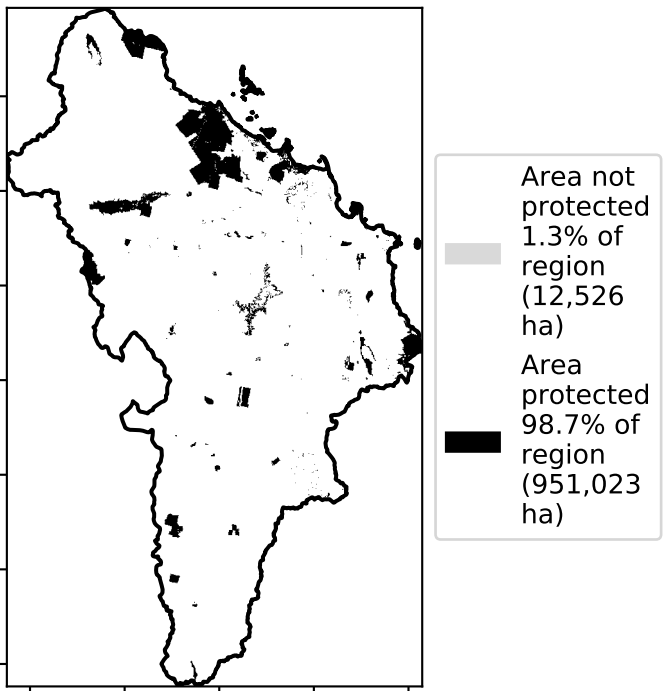 Area not
protected
1.3% of
region
(12,526
ha)
Area
protected
98.7% of
region
(951,023
ha)